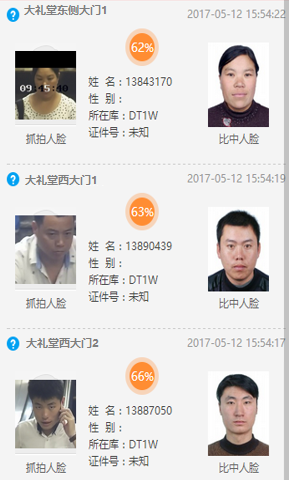 大礼堂东侧大门1
2017-05-12 15:54:22
62%
姓 名：13843170
性 别：
所在库：DT1W
证件号：未知
抓拍人脸
比中人脸
大礼堂西大门1
2017-05-12 15:54:19
63%
姓 名：13890439
性 别：
所在库：DT1W
证件号：未知
抓拍人脸
比中人脸
大礼堂西大门2
2017-05-12 15:54:17
66%
姓 名：13887050
性 别：
所在库：DT1W
证件号：未知
抓拍人脸
比中人脸